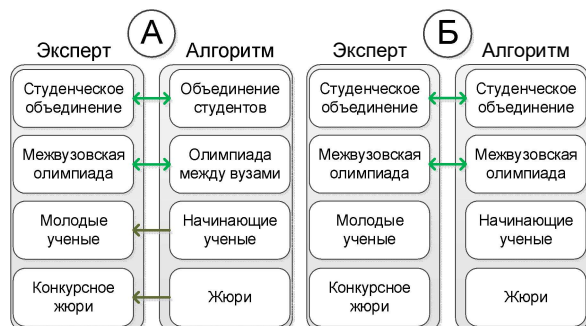 А
Б
Эксперт
Алгоритм
Эксперт
Алгоритм
Студенческое
объединение
Объединение
студентов
Студенческое
объединение
Студенческое
объединение
Межвузовская
олимпиада
Олимпиада
между вузами
Межвузовская
олимпиада
Межвузовская
олимпиада
Молодые
ученые
Начинающие
ученые
Молодые
ученые
Начинающие
ученые
Конкурсное
жюри
Жюри
Конкурсное
жюри
Жюри